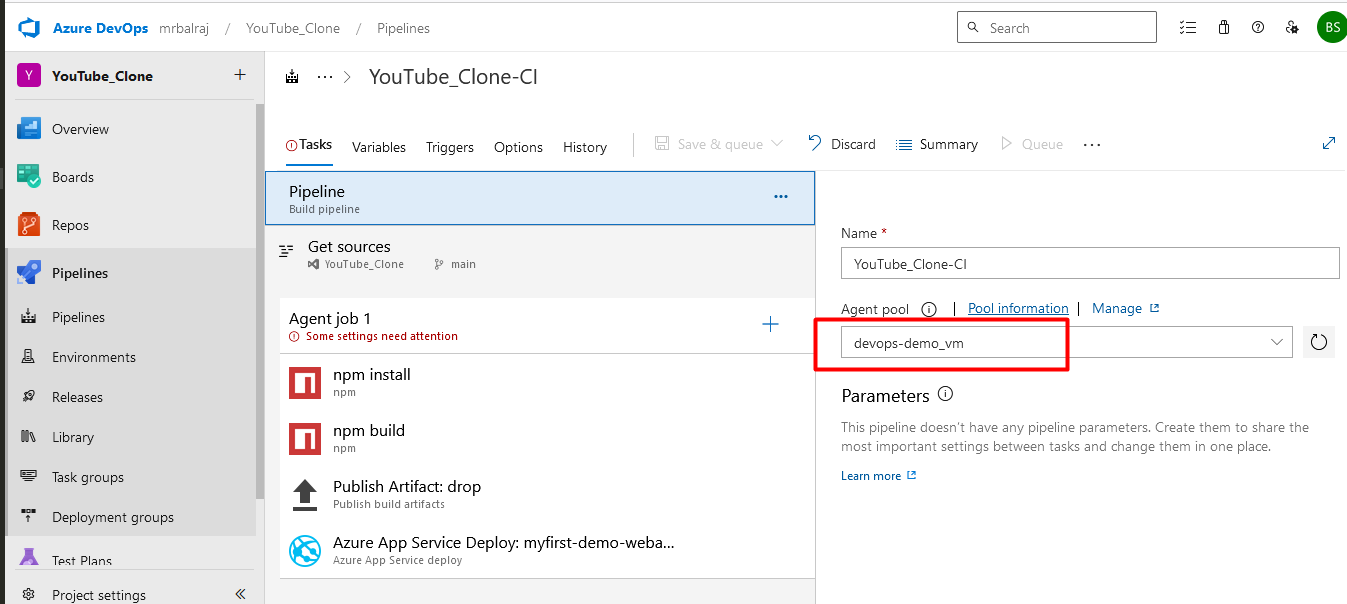 Azure DevOps mrbalraj / YouTube_Clone / Pipelines
Search
BS
Y YouTube_Clone +
Overview
Boards
Repos
Pipelines
Pipelines
Environments
Releases
Library
Task groups
Deployment groups
Test Plans
Project settings
··· > YouTube_Clone-CI
Tasks Variables Triggers Options History Save & queue Discard Summary Queue ···
Pipeline
Build pipeline
···
Get sources
YouTube_Clone main
Agent job 1
Some settings need attention
+
npm install
npm
npm build
npm
Publish Artifact: drop
Publish build artifacts
Azure App Service Deploy: myfirst-demo-weba...
Azure App Service deploy
Name *
YouTube_Clone-CI
Agent pool | Pool information | Manage
devops-demo_vm
Parameters
This pipeline doesn't have any pipeline parameters. Create them to share the
most important settings between tasks and change them in one place.
Learn more